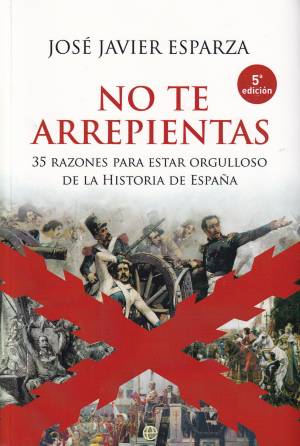 JOSÉ JAVIER ESPARZA
5ª
edición
NO TE
ARREPIENTAS
35 RAZONES PARA ESTAR ORGULLOSO
DE LA HISTORIA DE ESPAÑA